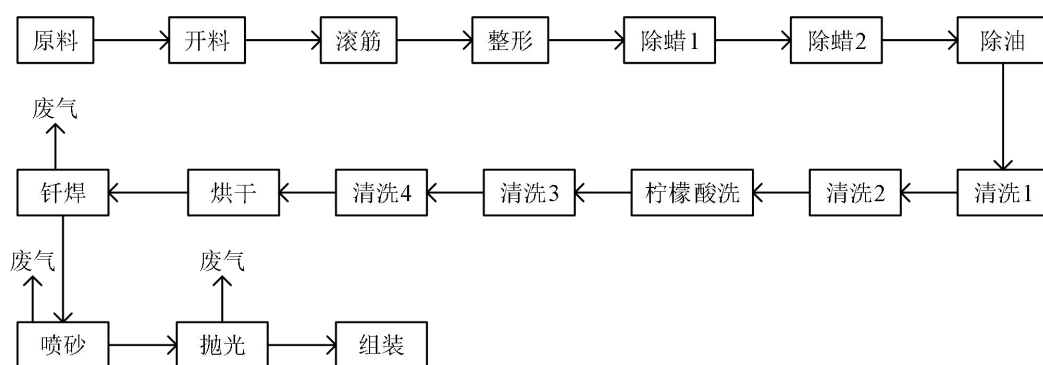 原料
开料
滚筋
整形
除蜡1
除蜡2
除油
废气
钎焊
烘干
清洗4
清洗3
柠檬酸洗
清洗2
清洗1
废气
废气
喷砂
抛光
组装